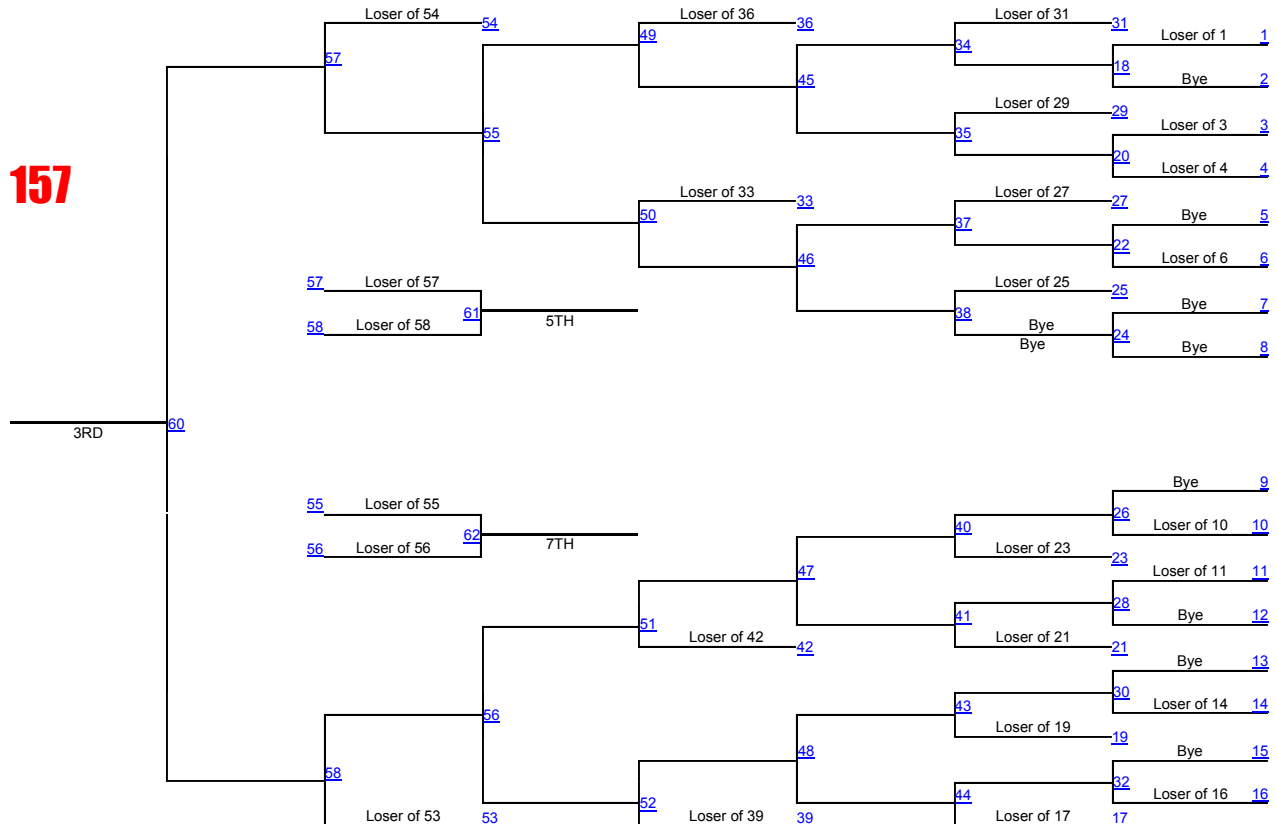 Loser of 54 54 Loser of 36 36 Loser of 31 31
Loser of 1 1
49 34
57 18
45 Bye 2
Loser of 29 29
Loser of 3 3
55 35
20
Loser of 4 4
157
Loser of 33 33 Loser of 27 27
50 37 Bye 5
22
46 Loser of 6 6
57 Loser of 57 Loser of 25 25
Bye 7
61 5TH 38
58 Loser of 58 Bye 24
Bye Bye 8
60
3RD
Bye 9
55 Loser of 55
26
62 7TH 40 Loser of 10 10
56 Loser of 56 Loser of 23 23
47 Loser of 11 11
28
51 41 Bye 12
Loser of 42 42 Loser of 21 21
Bye 13
30
56 43 Loser of 14 14
Loser of 19 19
48 Bye 15
58 32
52 44 Loser of 16 16
Loser of 53 53 Loser of 39 39 Loser of 17 17